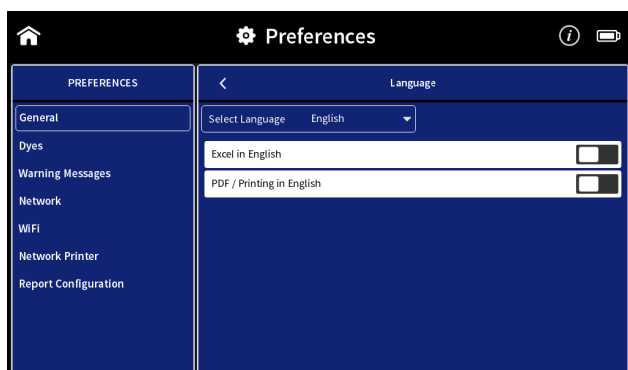 Preferences
PREFERENCES
General
Dyes
Warning Messages
Network
WiFi
Network Printer
Report Configuration
Language
Select Language English
Excel in English
PDF / Printing in English